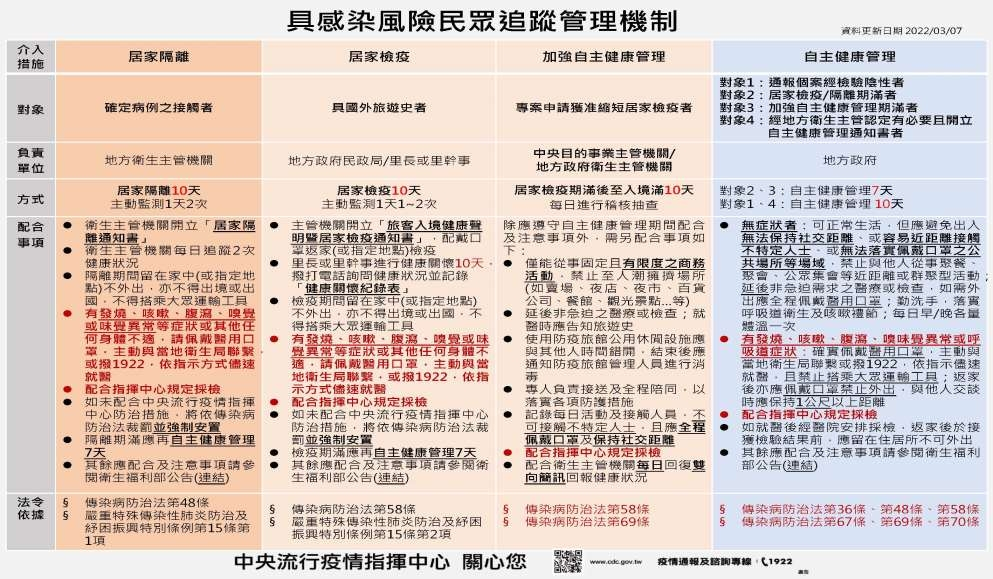 具感染風險民眾追蹤管理機制
資料更新日期 2022/03/07
介入
措施
居家隔離
居家檢疫
加強自主健康管理
自主健康管理
對象
確定病例之接觸者
具國外旅遊史者
專案申請獲准縮短居家檢疫者
對象1：通報個案經檢驗陰性者
對象2：居家檢疫/隔離期滿者
對象3：加強自主健康管理期滿者
對象4：經地方衛生主管認定有必要且開立
自主健康管理通知書者
負責
單位
地方衛生主管機關
地方政府民政局/里長或里幹事
中央目的事業主管機關/
地方政府衛生主管機關
地方政府
方式
居家隔離10天
主動監測1天2次
居家檢疫10天
主動監測1天1~2次
居家檢疫期滿後至入境滿10天
每日進行稽核抽查
對象2、3：自主健康管理7天
對象1、4：自主健康管理 10天
配合
事項
● 衛生主管機關開立「居家隔
離通知書」
● 衛生主管機關每日追蹤2次
健康狀況
● 隔離期間留在家中(或指定地
點)不外出，亦不得出境或出
國，不得搭乘大眾運輸工具
● 有發燒、咳嗽、腹瀉、嗅覺
或味覺異常等症狀或其他任
何身體不適，請佩戴醫用口
罩，主動與當地衛生局聯繫，
或撥1922，依指示方式儘速
就醫
● 配合指揮中心規定採檢
● 如未配合中央流行疫情指揮
中心防治措施，將依傳染病
防治法裁罰並強制安置
● 隔離期滿應再自主健康管理
7天
● 其餘應配合及注意事項請參
閱衛生福利部公告(連結)
● 主管機關開立「旅客入境健康聲
明暨居家檢疫通知書」，配戴口
罩返家(或指定地點)檢疫
● 里長或里幹事進行健康關懷10天，
撥打電話詢問健康狀況並記錄
「健康關懷紀錄表」
● 檢疫期間留在家中(或指定地點)
不外出，亦不得出境或出國，不
得搭乘大眾運輸工具
● 有發燒、咳嗽、腹瀉、嗅覺或味
覺異常等症狀或其他任何身體不
適，請佩戴醫用口罩，主動與當
地衛生局聯繫，或撥1922，依指
示方式儘速就醫
● 配合指揮中心規定採檢
● 如未配合中央流行疫情指揮中心
防治措施，將依傳染病防治法裁
罰並強制安置
● 檢疫期滿應再自主健康管理7天
● 其餘應配合及注意事項請參閱衛
生福利部公告(連結)
除應遵守自主健康管理期間配合
及注意事項外，需另配合事項如
下：
● 僅能從事固定且有限度之商務
活動，禁止至人潮擁擠場所
(如賣場、夜店、夜市、百貨
公司、餐館、觀光景點...等)
● 延後非急迫之醫療或檢查；就
醫時應告知旅遊史
● 使用防疫旅館公用休閒設施應
與其他人時間錯開，結束後應
通知防疫旅館管理人員進行消
毒
● 專人負責接送及全程陪同，以
落實各項防護措施
● 記錄每日活動及接觸人員，不
可接觸不特定人士，且應全程
佩戴口罩及保持社交距離
● 配合指揮中心規定採檢
● 配合衛生主管機關每日回復雙
向簡訊回報健康狀況
● 無症狀者：可正常生活，但應避免出入
無法保持社交距離、或容易近距離接觸
不特定人士，或無法落實佩戴口罩之公
共場所等場域，禁止與他人從事聚餐、
聚會、公眾集會等近距離或群聚型活動；
延後非急迫需求之醫療或檢查，如需外
出應全程佩戴醫用口罩；勤洗手，落實
呼吸道衛生及咳嗽禮節；每日早/晚各量
體溫一次
● 有發燒、咳嗽、腹瀉、嗅味覺異常或呼
吸道症狀：確實佩戴醫用口罩，主動與
當地衛生局聯繫或撥1922，依指示儘速
就醫，且禁止搭乘大眾運輸工具；返家
後亦應佩戴口罩禁止外出，與他人交談
時應保持1公尺以上距離
● 配合指揮中心規定採檢
● 如就醫後經醫院安排採檢，返家後於接
獲檢驗結果前，應留在住居所不可外出
● 其餘應配合及注意事項請參閱衛生福利
部公告(連結)
法令
依據
§ 傳染病防治法第48條
§ 嚴重特殊傳染性肺炎防治及
紓困振興特別條例第15條第
1項
§ 傳染病防治法第58條
§ 嚴重特殊傳染性肺炎防治及紓困
振興特別條例第15條第2項
§ 傳染病防治法第58條
§ 傳染病防治法第69條
§ 傳染病防治法第36條、第48條、第58條
§ 傳染病防治法第67條、第69條、第70條
中央流行疫情指揮中心 關心您
www.cdc.gov.tw
疫情通報及諮詢專線：1922